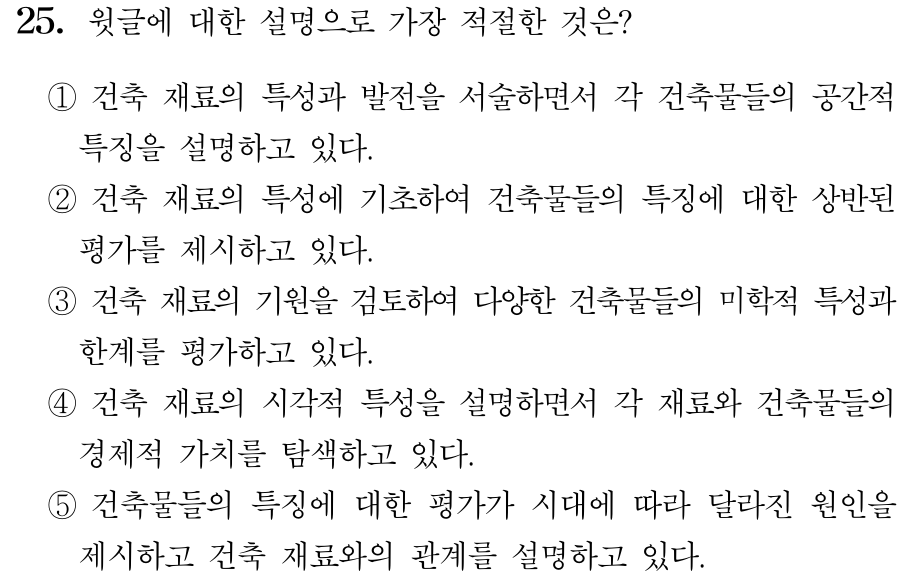 25. 윗글에 대한 설명으로 가장 적절한 것은?
① 건축 재료의 특성과 발전을 서술하면서 각 건축물들의 공간적
특징을 설명하고 있다.
② 건축 재료의 특성에 기초하여 건축물들의 특징에 대한 상반된
평가를 제시하고 있다.
③ 건축 재료의 기원을 검토하여 다양한 건축물들의 미학적 특성과
한계를 평가하고 있다.
④ 건축 재료의 시각적 특성을 설명하면서 각 재료와 건축물들의
경제적 가치를 탐색하고 있다.
⑤ 건축물들의 특징에 대한 평가가 시대에 따라 달라진 원인을
제시하고 건축 재료와의 관계를 설명하고 있다.